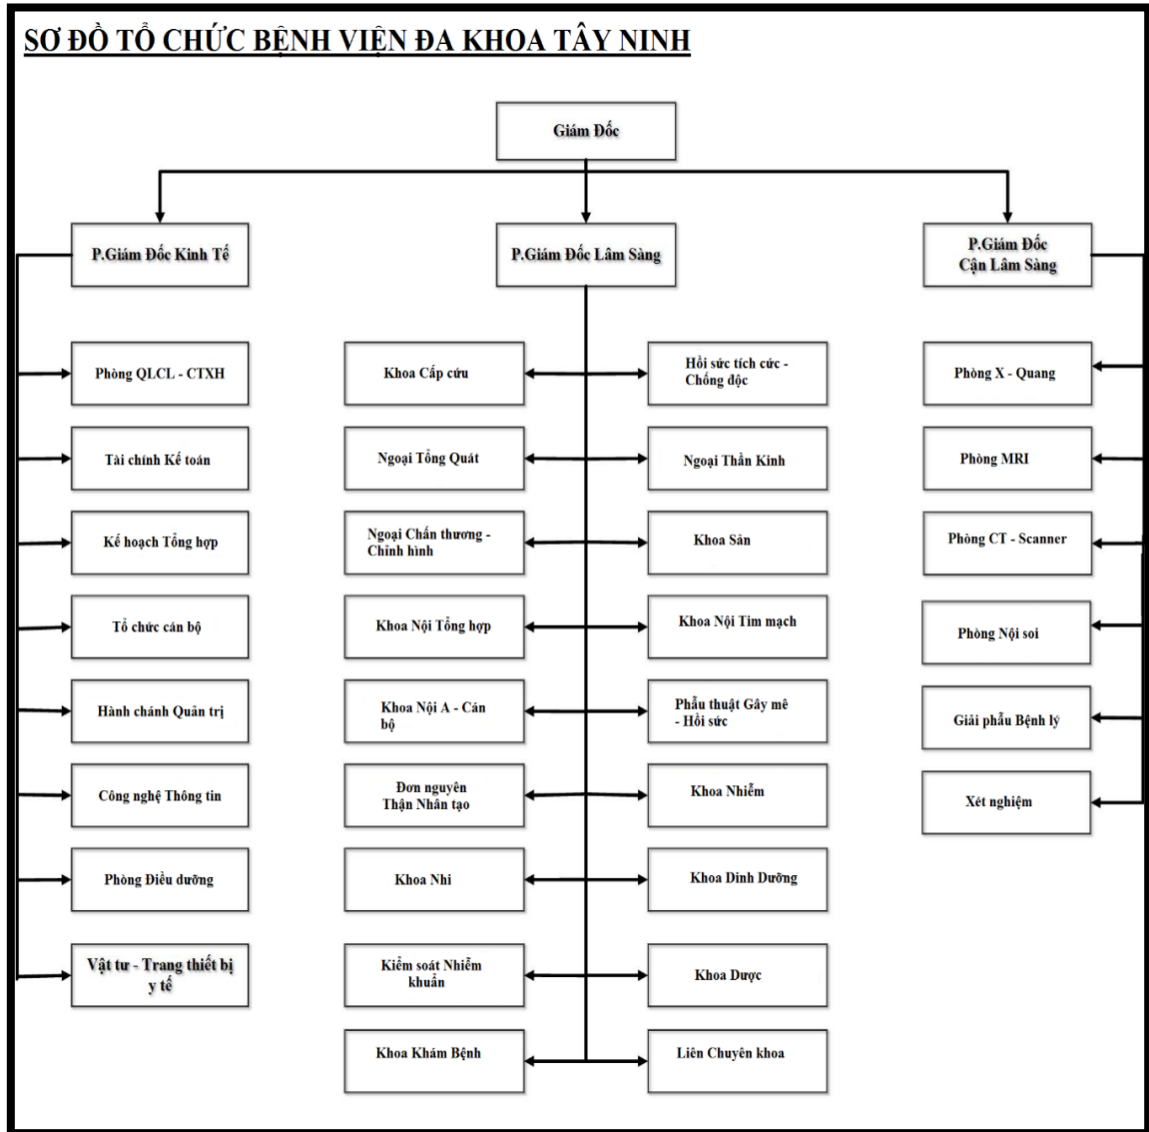 SƠ ĐỒ TỔ CHỨC BỆNH VIỆN ĐA KHOA TÂY NINH
Giám Đốc
P.Giám Đốc Kinh Tế
P.Giám Đốc Lâm Sàng
P.Giám Đốc
Cận Lâm Sàng
Phòng QLCL - CTXH
Tài chính Kế toán
Kế hoạch Tổng hợp
Tổ chức cán bộ
Hành chánh Quản trị
Công nghệ Thông tin
Phòng Điều dưỡng
Vật tư - Trang thiết bị
y tế
Khoa Cấp cứu
Ngoại Tổng Quát
Ngoại Chấn thương -
Chỉnh hình
Khoa Nội Tổng hợp
Khoa Nội A - Cán
bộ
Đơn nguyên
Thận Nhân tạo
Khoa Nhi
Kiểm soát Nhiễm
khuẩn
Khoa Khám Bệnh
Hồi sức tích cức -
Chống độc
Ngoại Thần Kinh
Khoa Sản
Khoa Nội Tim mạch
Phẫu thuật Gây mê
- Hồi sức
Khoa Nhiễm
Khoa Dinh Dưỡng
Khoa Dược
Liên Chuyên khoa
Phòng X - Quang
Phòng MRI
Phòng CT - Scanner
Phòng Nội soi
Giải phẫu Bệnh lý
Xét nghiệm